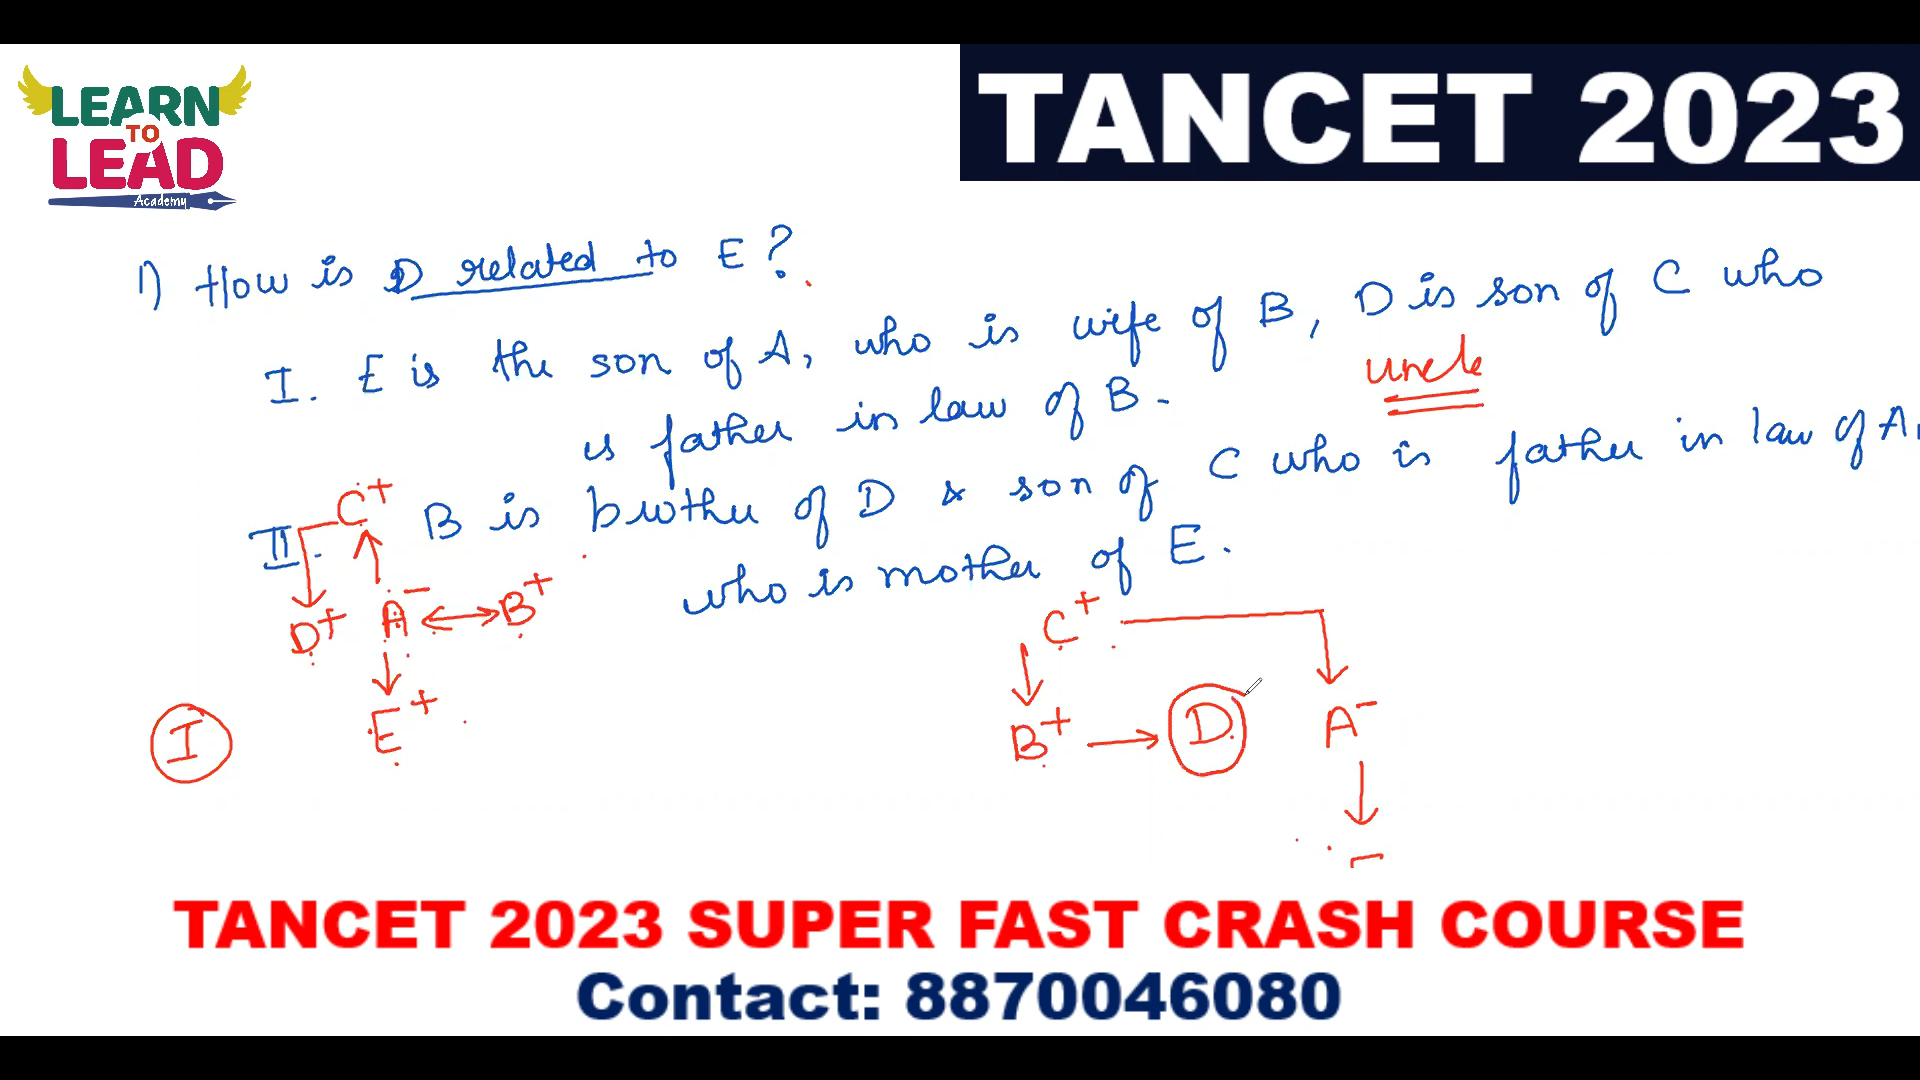 LEARN
TO
LEAD
Academy
TANCET 2023
1) How is D related to E?
I. E is the son of A, who is wife of B, D is son of C who
is father in law of B.
uncle
II. B is brother of D & son of C who is father in law of A,
who is mother of E.
C+
D+ A- B+
E+
I
C+
B+ D A-
TANCET 2023 SUPER FAST CRASH COURSE
Contact: 8870046080